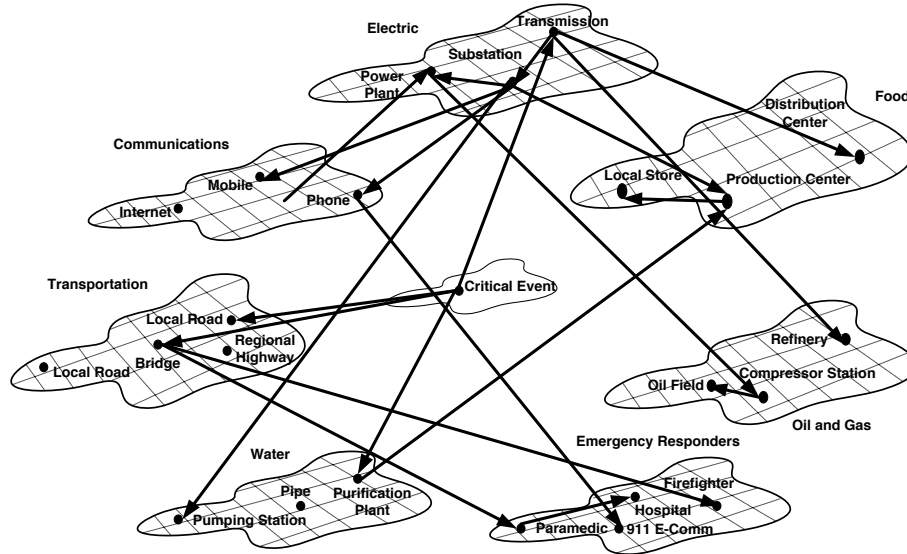 Transmission
Electric
Substation
Power
Plant
Distribution
Center
Food
Communications
Local Store
Production Center
Mobile
Internet
Phone
Transportation
Critical Event
Local Road
Regional
Highway
Bridge
Local Road
Refinery
Compressor Station
Oil Field
Oil and Gas
Emergency Responders
Water
Firefighter
Pipe
Purification
Plant
Hospital
Pumping Station
Paramedic
911 E-Comm